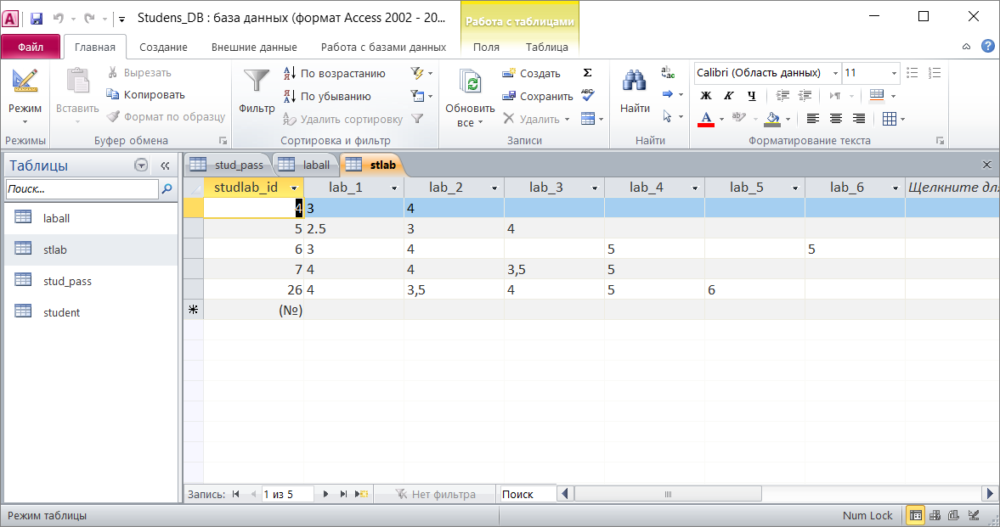 Studens_DB : база данных (формат Access 2002 - 20...
Работа с таблицами
Файл Главная Создание Внешние данные Работа с базами данных Поля Таблица
Режим
Режимы
Вставить
Вырезать
Копировать
Формат по образцу
Буфер обмена
Фильтр
По возрастанию
По убыванию
Удалить сортировку
Сортировка и фильтр
Обновить
все
Создать
Сохранить
Удалить
Записи
Найти
Найти
Calibri (Область данных) 11
Ж К Ч
Форматирование текста
Таблицы
Поиск...
laball
stlab
stud_pass
student
stud_pass laball stlab
studlab_id lab_1 lab_2 lab_3 lab_4 lab_5 lab_6 Щелкните для
4 3 4
5 2.5 3 4
6 3 4 5 5
7 4 4 3,5 5
26 4 3,5 4 5 6
(№)
Запись: 1 из 5 Нет фильтра Поиск
Режим таблицы Num Lock